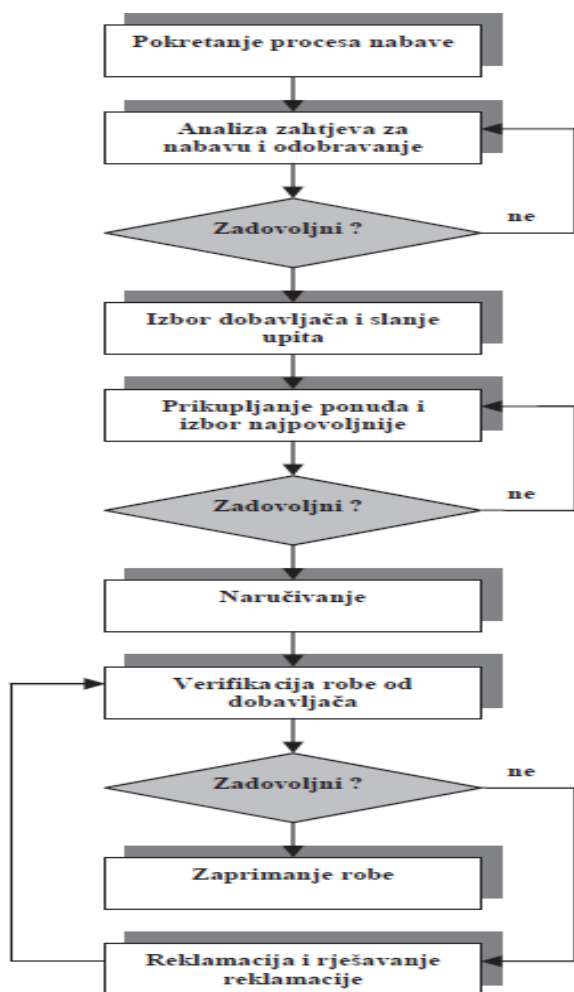 Pokretanje procesa nabave
Analiza zahtjeva za
nabavu i odobravanje
Zadovoljni ?
ne
Izbor dobavljača i slanje
upita
Prikupljanje ponuda i
izbor najpovoljnije
Zadovoljni ?
ne
Naručivanje
Verifikacija robe od
dobavljača
Zadovoljni ?
ne
Zaprimanje robe
Reklamacija i rješavanje
reklamacije